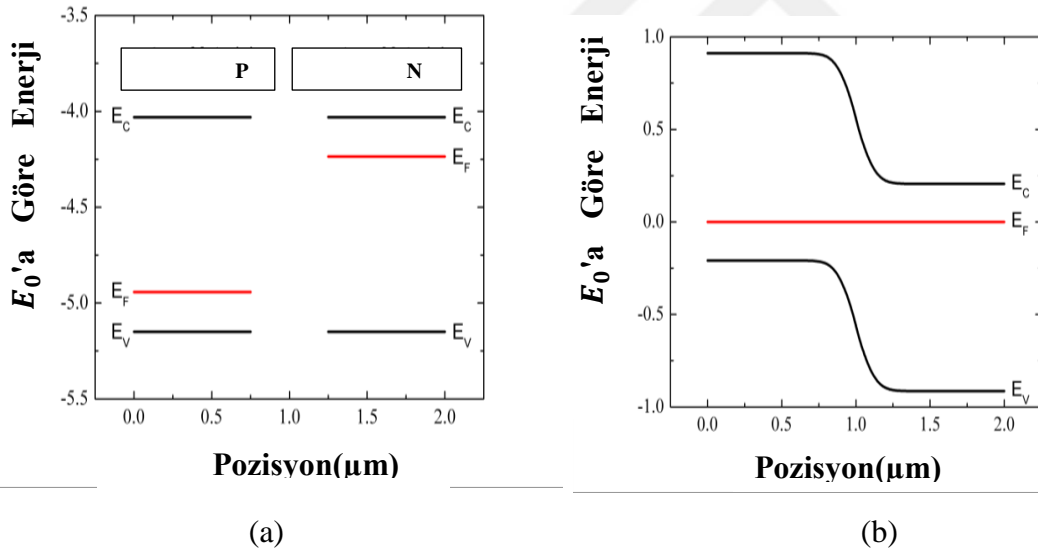 E₀'a Göre Enerji
-3.5
-4.0
-4.5
-5.0
-5.5
P
N
E_C
E_C
E_F
E_F
E_V
E_V
0.0 0.5 1.0 1.5 2.0
Pozisyon(µm)
(a)
E₀'a Göre Enerji
1.0
0.5
0.0
-0.5
-1.0
E_C
E_F
E_V
0.0 0.5 1.0 1.5 2.0
Pozisyon(µm)
(b)